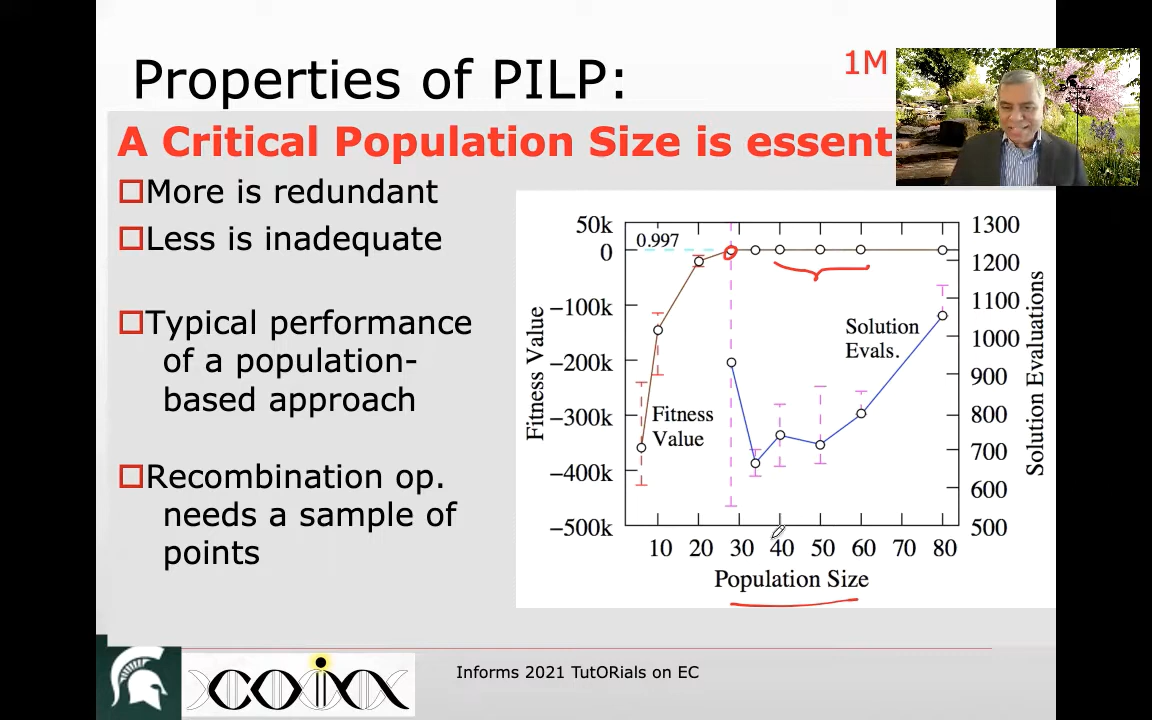 Properties of PILP:
1M
A Critical Population Size is essent
More is redundant
Less is inadequate
Typical performance
of a population-
based approach
Recombination op.
needs a sample of
points
50k
0
−100k
−200k
−300k
−400k
−500k
Fitness Value
0.997
Fitness
Value
Solution
Evals.
1300
1200
1100
1000
900
800
700
600
500
Solution Evaluations
10 20 30 40 50 60 70 80
Population Size
COIN
Informs 2021 TutORials on EC